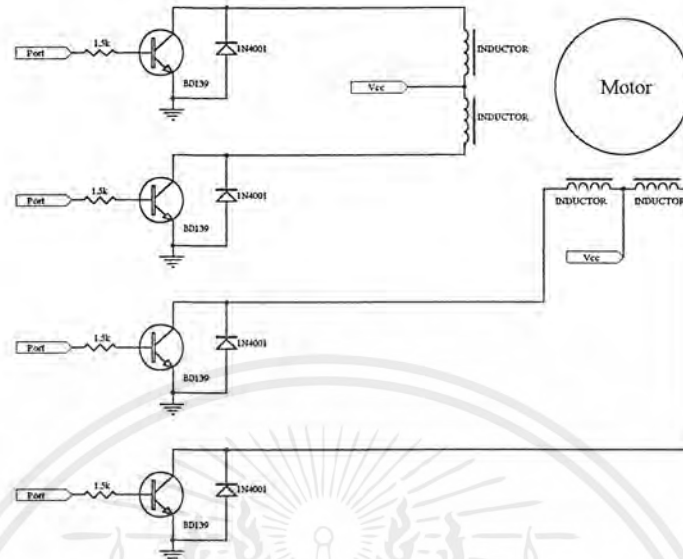 Port
1.5k
BD139
1N4001
INDUCTOR
Vcc
INDUCTOR
Motor
Port
1.5k
BD139
1N4001
INDUCTOR
INDUCTOR
Vcc
Port
1.5k
BD139
1N4001
Port
1.5k
BD139
1N4001